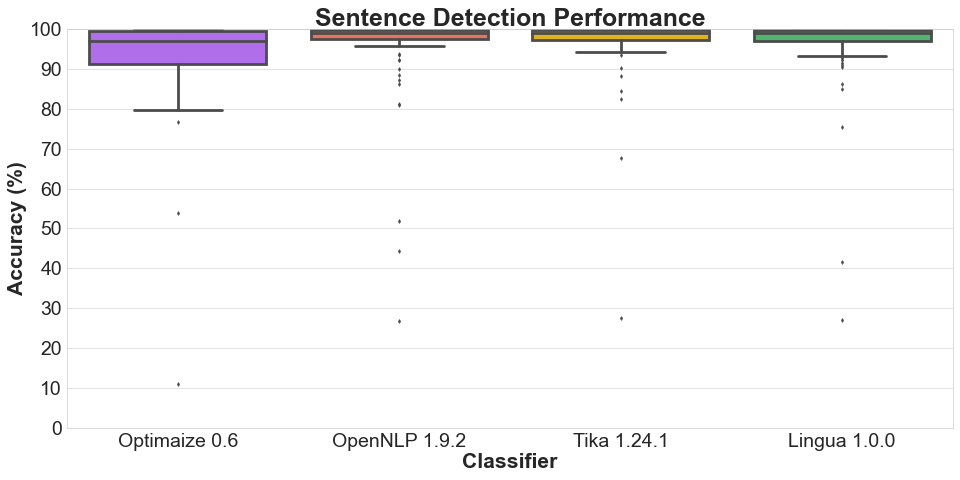 Sentence Detection Performance
100
90
80
70
60
50
40
30
20
10
0
Accuracy (%)
Optimaize 0.6 OpenNLP 1.9.2 Tika 1.24.1 Lingua 1.0.0
Classifier